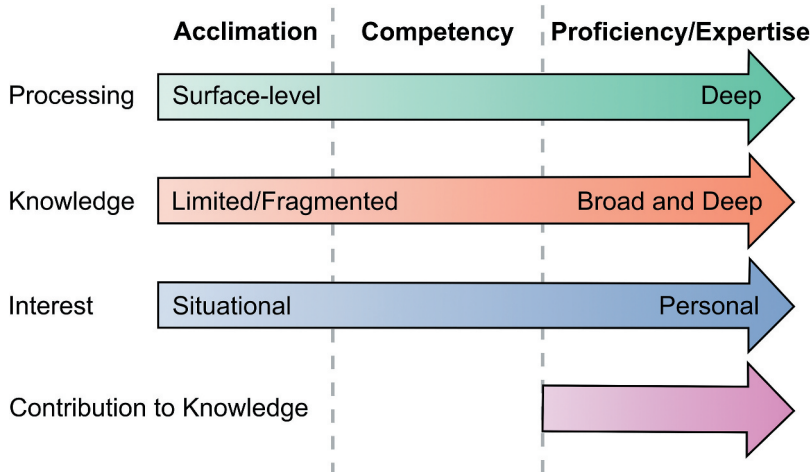 Acclimation Competency Proficiency/Expertise
Processing Surface-level Deep
Knowledge Limited/Fragmented Broad and Deep
Interest Situational Personal
Contribution to Knowledge